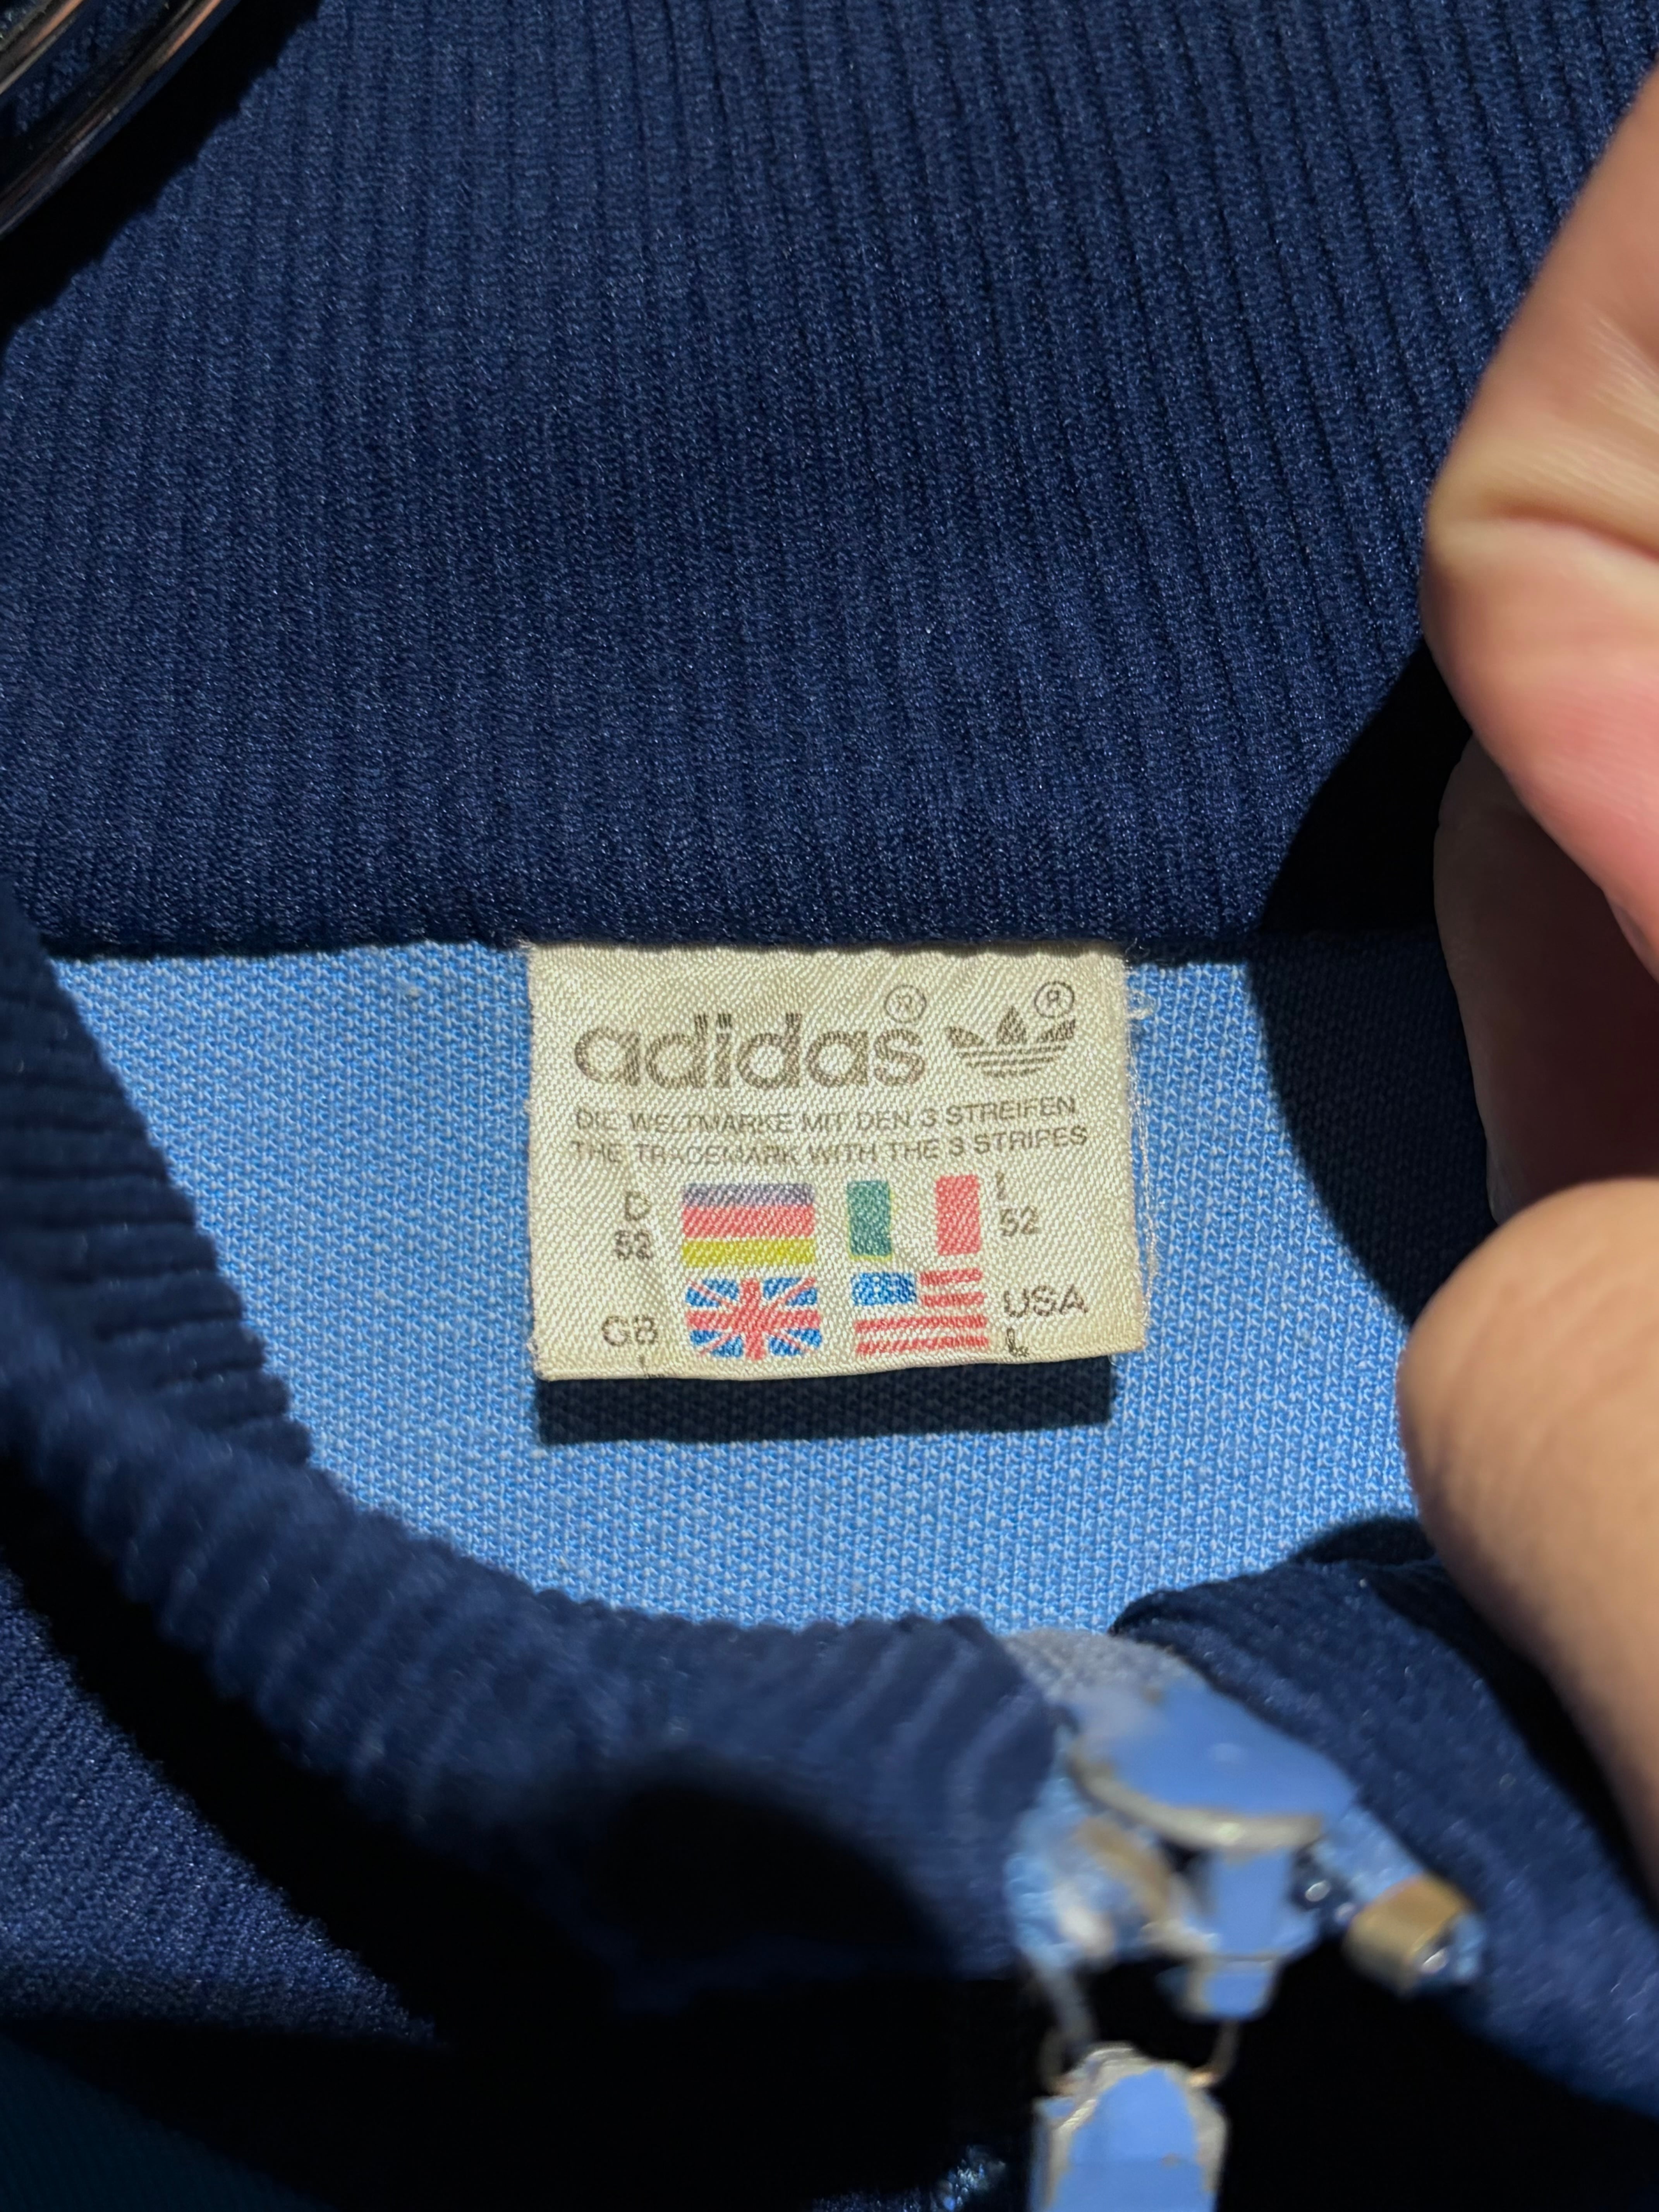 adidas®
®
DIE WELTMARKE MIT DEN 3 STREIFEN
THE TRADEMARK WITH THE 3 STRIPES
D
52
I
52
GB
USA
L